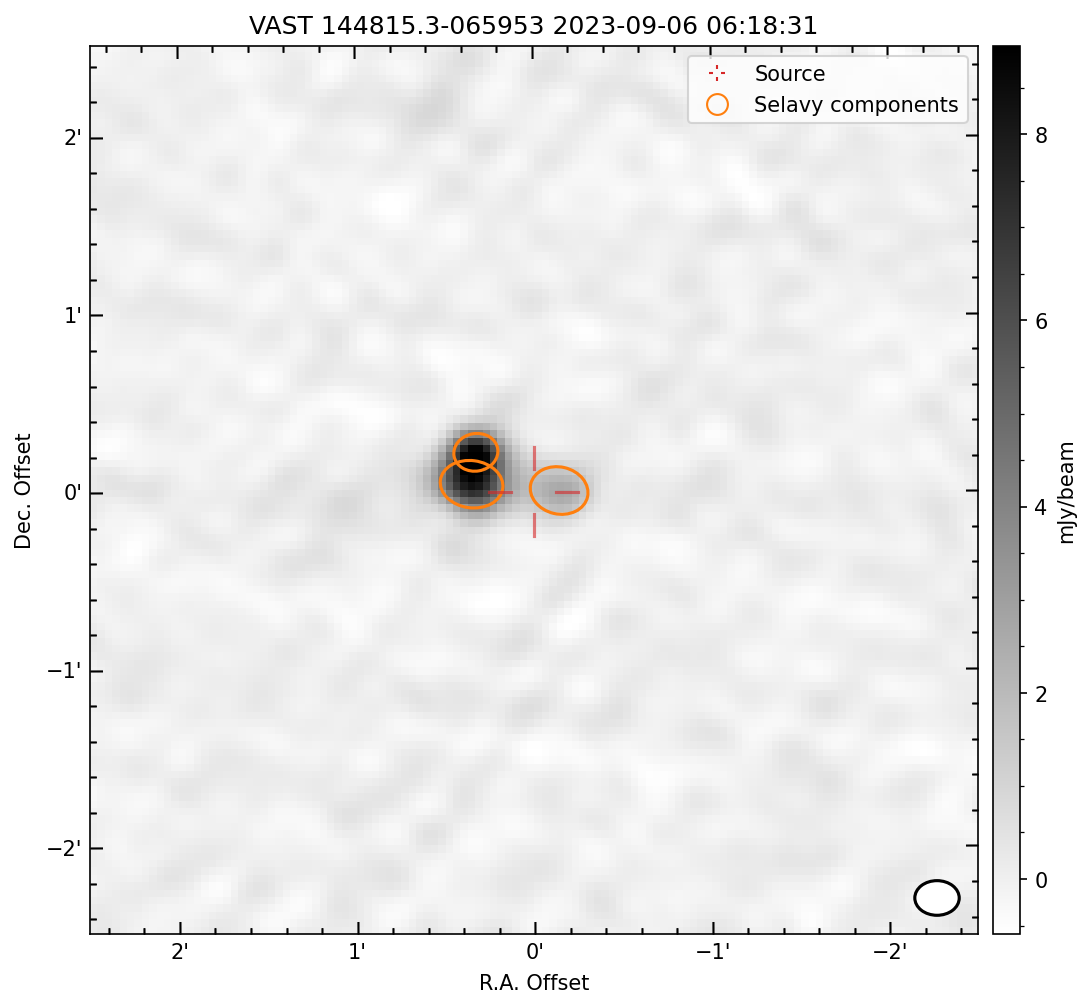 VAST 144815.3-065953 2023-09-06 06:18:31
Source
Selavy components
2'
1'
0'
−1'
−2'
Dec. Offset
2'
1'
0'
−1'
−2'
R.A. Offset
8
6
4
2
0
mJy/beam